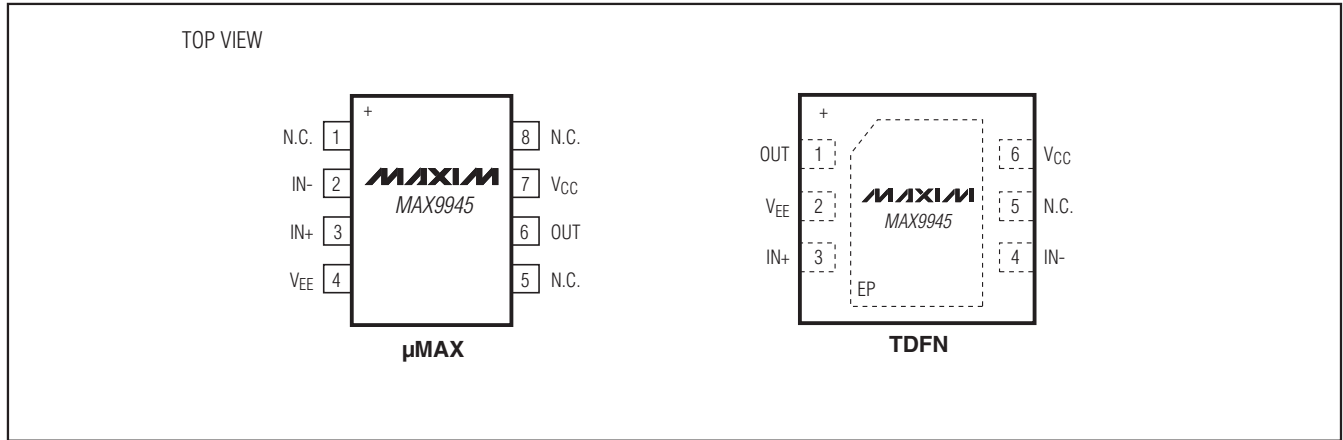 TOP VIEW
+
N.C. 1
8 N.C.
IN- 2
7 VCC
IN+ 3
6 OUT
VEE 4
5 N.C.
MAXIM
MAX9945
µMAX
+
OUT 1
6 VCC
VEE 2
5 N.C.
IN+ 3
4 IN-
MAXIM
MAX9945
EP
TDFN